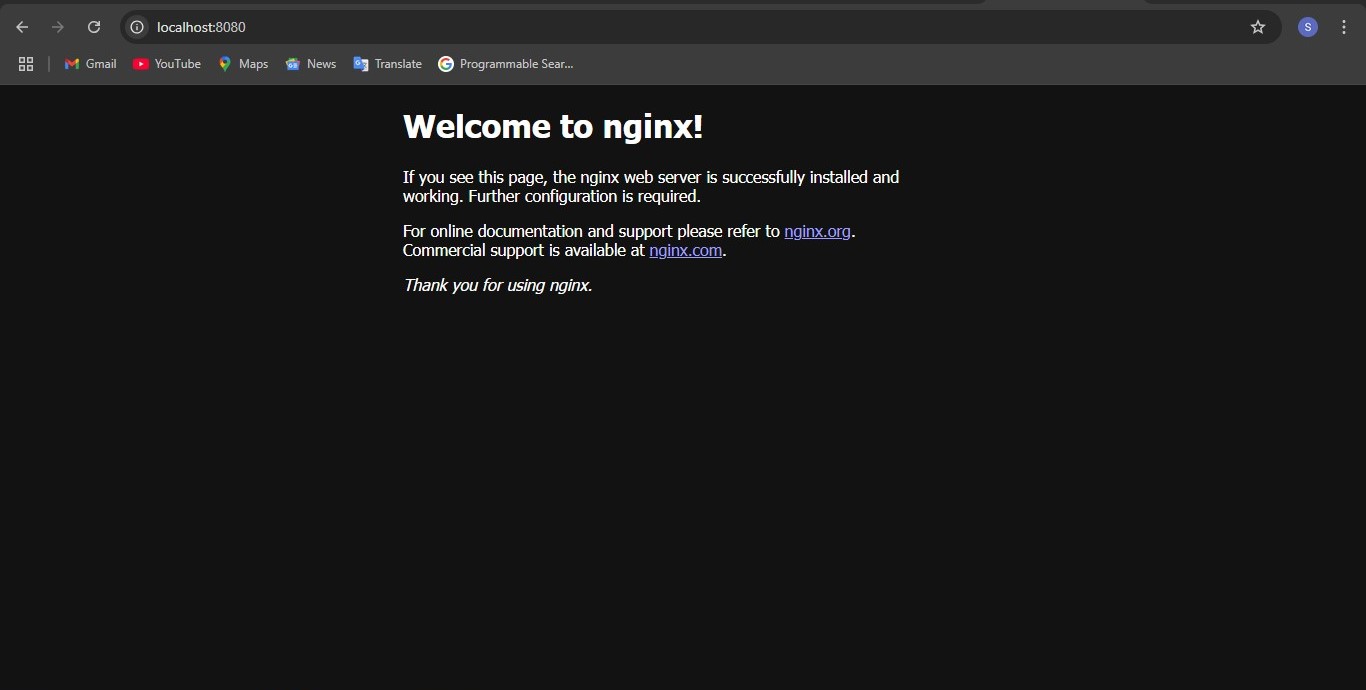 localhost:8080
S
Gmail YouTube Maps News Translate Programmable Sear...
Welcome to nginx!
If you see this page, the nginx web server is successfully installed and
working. Further configuration is required.
For online documentation and support please refer to nginx.org.
Commercial support is available at nginx.com.
Thank you for using nginx.